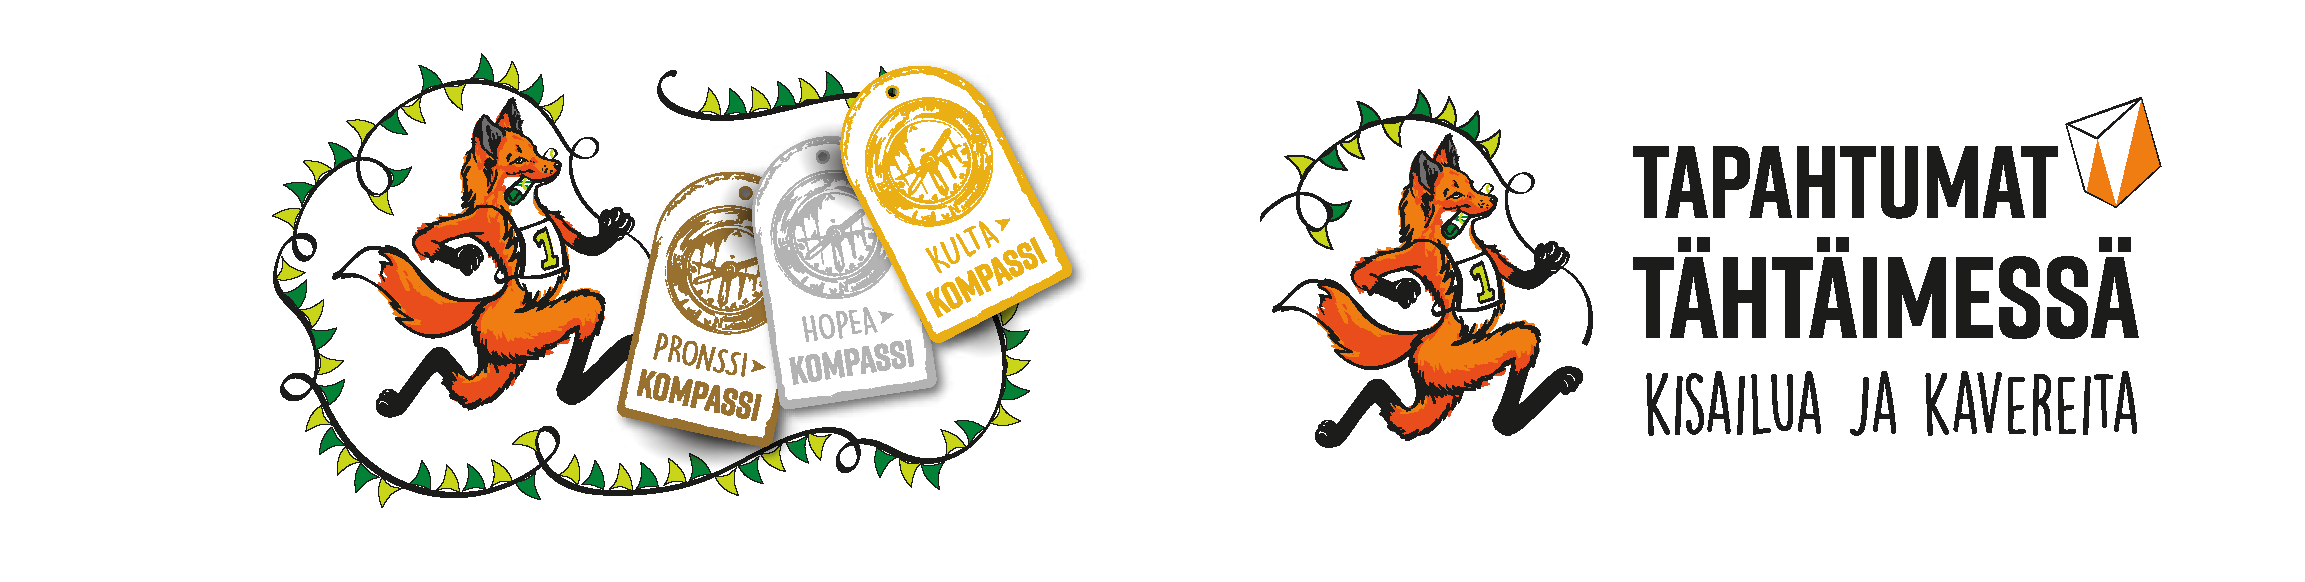 1
PRONSSI
KOMPASSI
HOPEA
KOMPASSI
KULTA
KOMPASSI
1
TAPAHTUMAT
TÄHTÄIMESSÄ
KISAILUA JA KAVEREITA